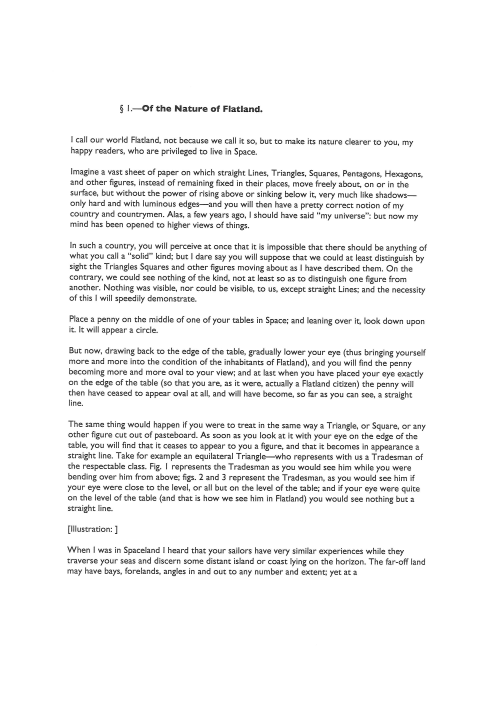 § 1.—Of the Nature of Flatland.
I call our world Flatland, not because we call it so, but to make its nature clearer to you, my
happy readers, who are privileged to live in Space.
Imagine a vast sheet of paper on which straight Lines, Triangles, Squares, Pentagons, Hexagons,
and other figures, instead of remaining fixed in their places, move freely about, on or in the
surface, but without the power of rising above or sinking below it, very much like shadows—
only hard and with luminous edges—and you will then have a pretty correct notion of my
country and countrymen. Alas, a few years ago, I should have said "my universe": but now my
mind has been opened to higher views of things.
In such a country, you will perceive at once that it is impossible that there should be anything of
what you call a "solid" kind; but I dare say you will suppose that we could at least distinguish by
sight the Triangles Squares and other figures moving about as I have described them. On the
contrary, we could see nothing of the kind, not at least so as to distinguish one figure from
another. Nothing was visible, nor could be visible, to us, except straight Lines; and the necessity
of this I will speedily demonstrate.
Place a penny on the middle of one of your tables in Space; and leaning over it, look down upon
it. It will appear a circle.
But now, drawing back to the edge of the table, gradually lower your eye (thus bringing yourself
more and more into the condition of the inhabitants of Flatland), and you will find the penny
becoming more and more oval to your view; and at last when you have placed your eye exactly
on the edge of the table (so that you are, as it were, actually a Flatland citizen) the penny will
then have ceased to appear oval at all, and will have become, so far as you can see, a straight
line.
The same thing would happen if you were to treat in the same way a Triangle, or Square, or any
other figure cut out of pasteboard. As soon as you look at it with your eye on the edge of the
table, you will find that it ceases to appear to you a figure, and that it becomes in appearance a
straight line. Take for example an equilateral Triangle—who represents with us a Tradesman of
the respectable class. Fig. 1 represents the Tradesman as you would see him while you were
bending over him from above; figs. 2 and 3 represent the Tradesman, as you would see him if
your eye were close to the level, or all but on the level of the table; and if your eye were quite
on the level of the table (and that is how we see him in Flatland) you would see nothing but a
straight line.
[Illustration: ]
When I was in Spaceland I heard that your sailors have very similar experiences while they
traverse your seas and discern some distant island or coast lying on the horizon. The far-off land
may have bays, forelands, angles in and out to any number and extent; yet at a